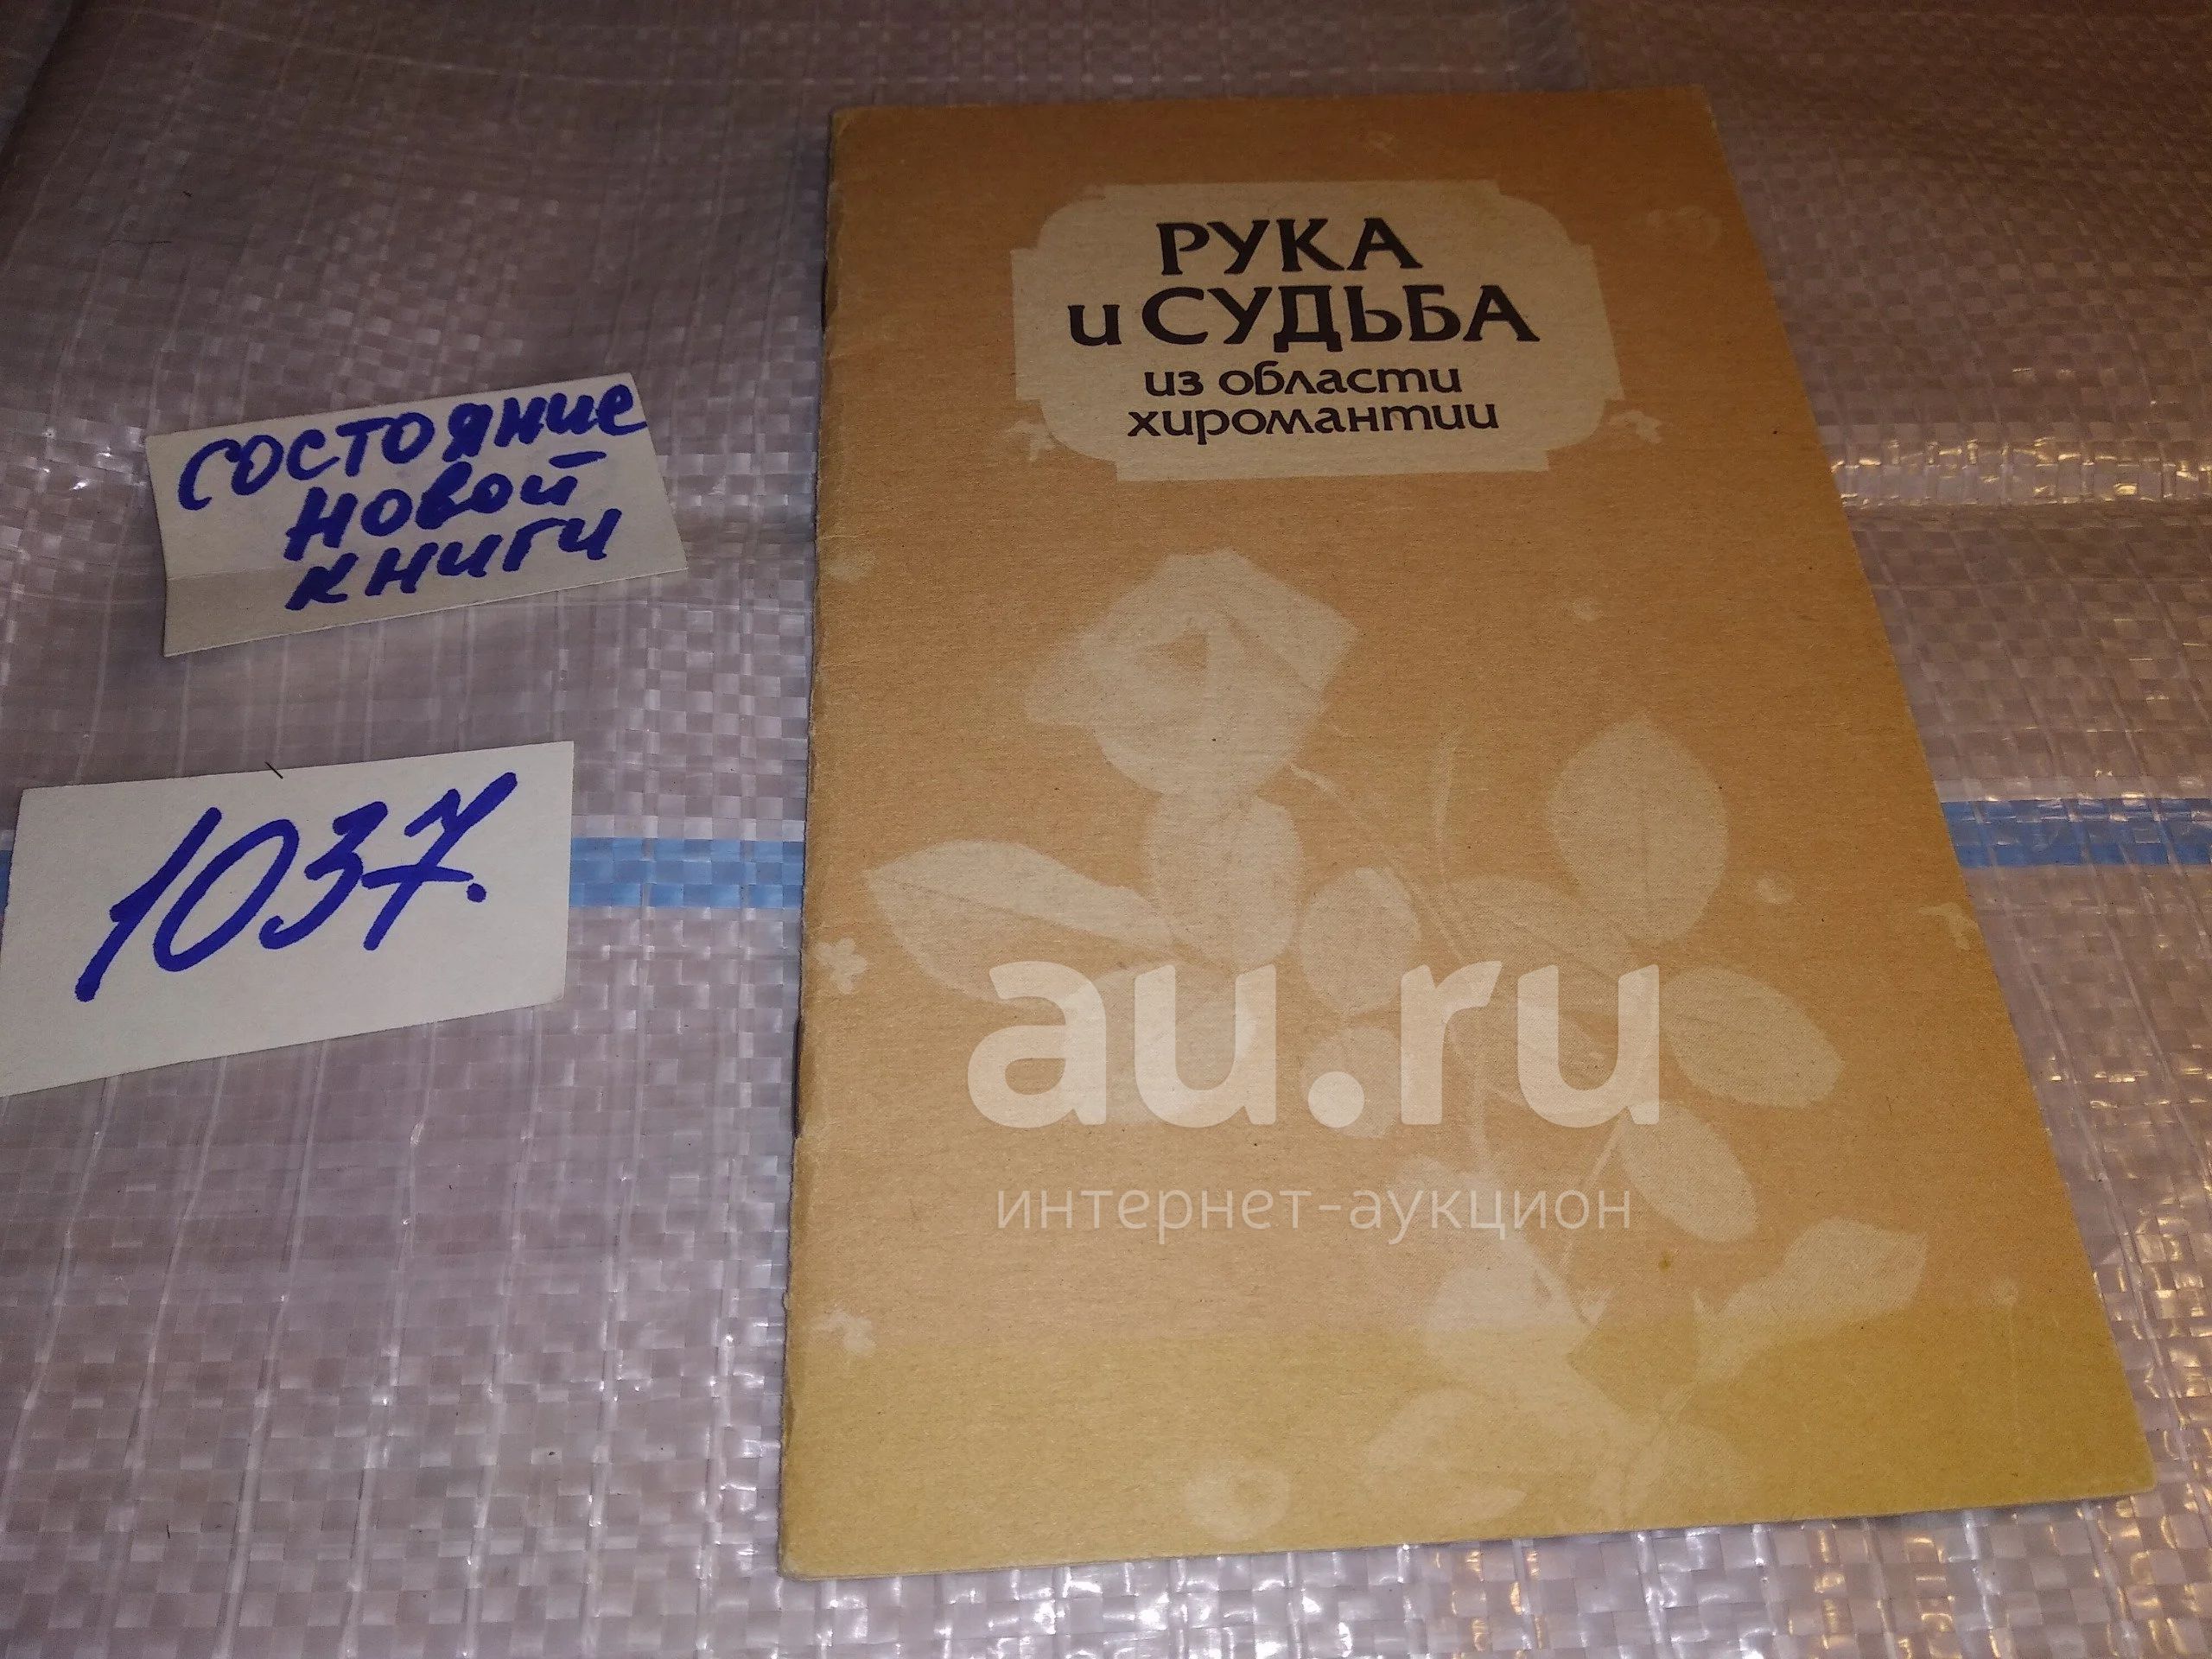 РУКА
и СУДЬБА
из области
хиромантии
состояние
новой
книги
1037.
au.ru
интернет-аукцион